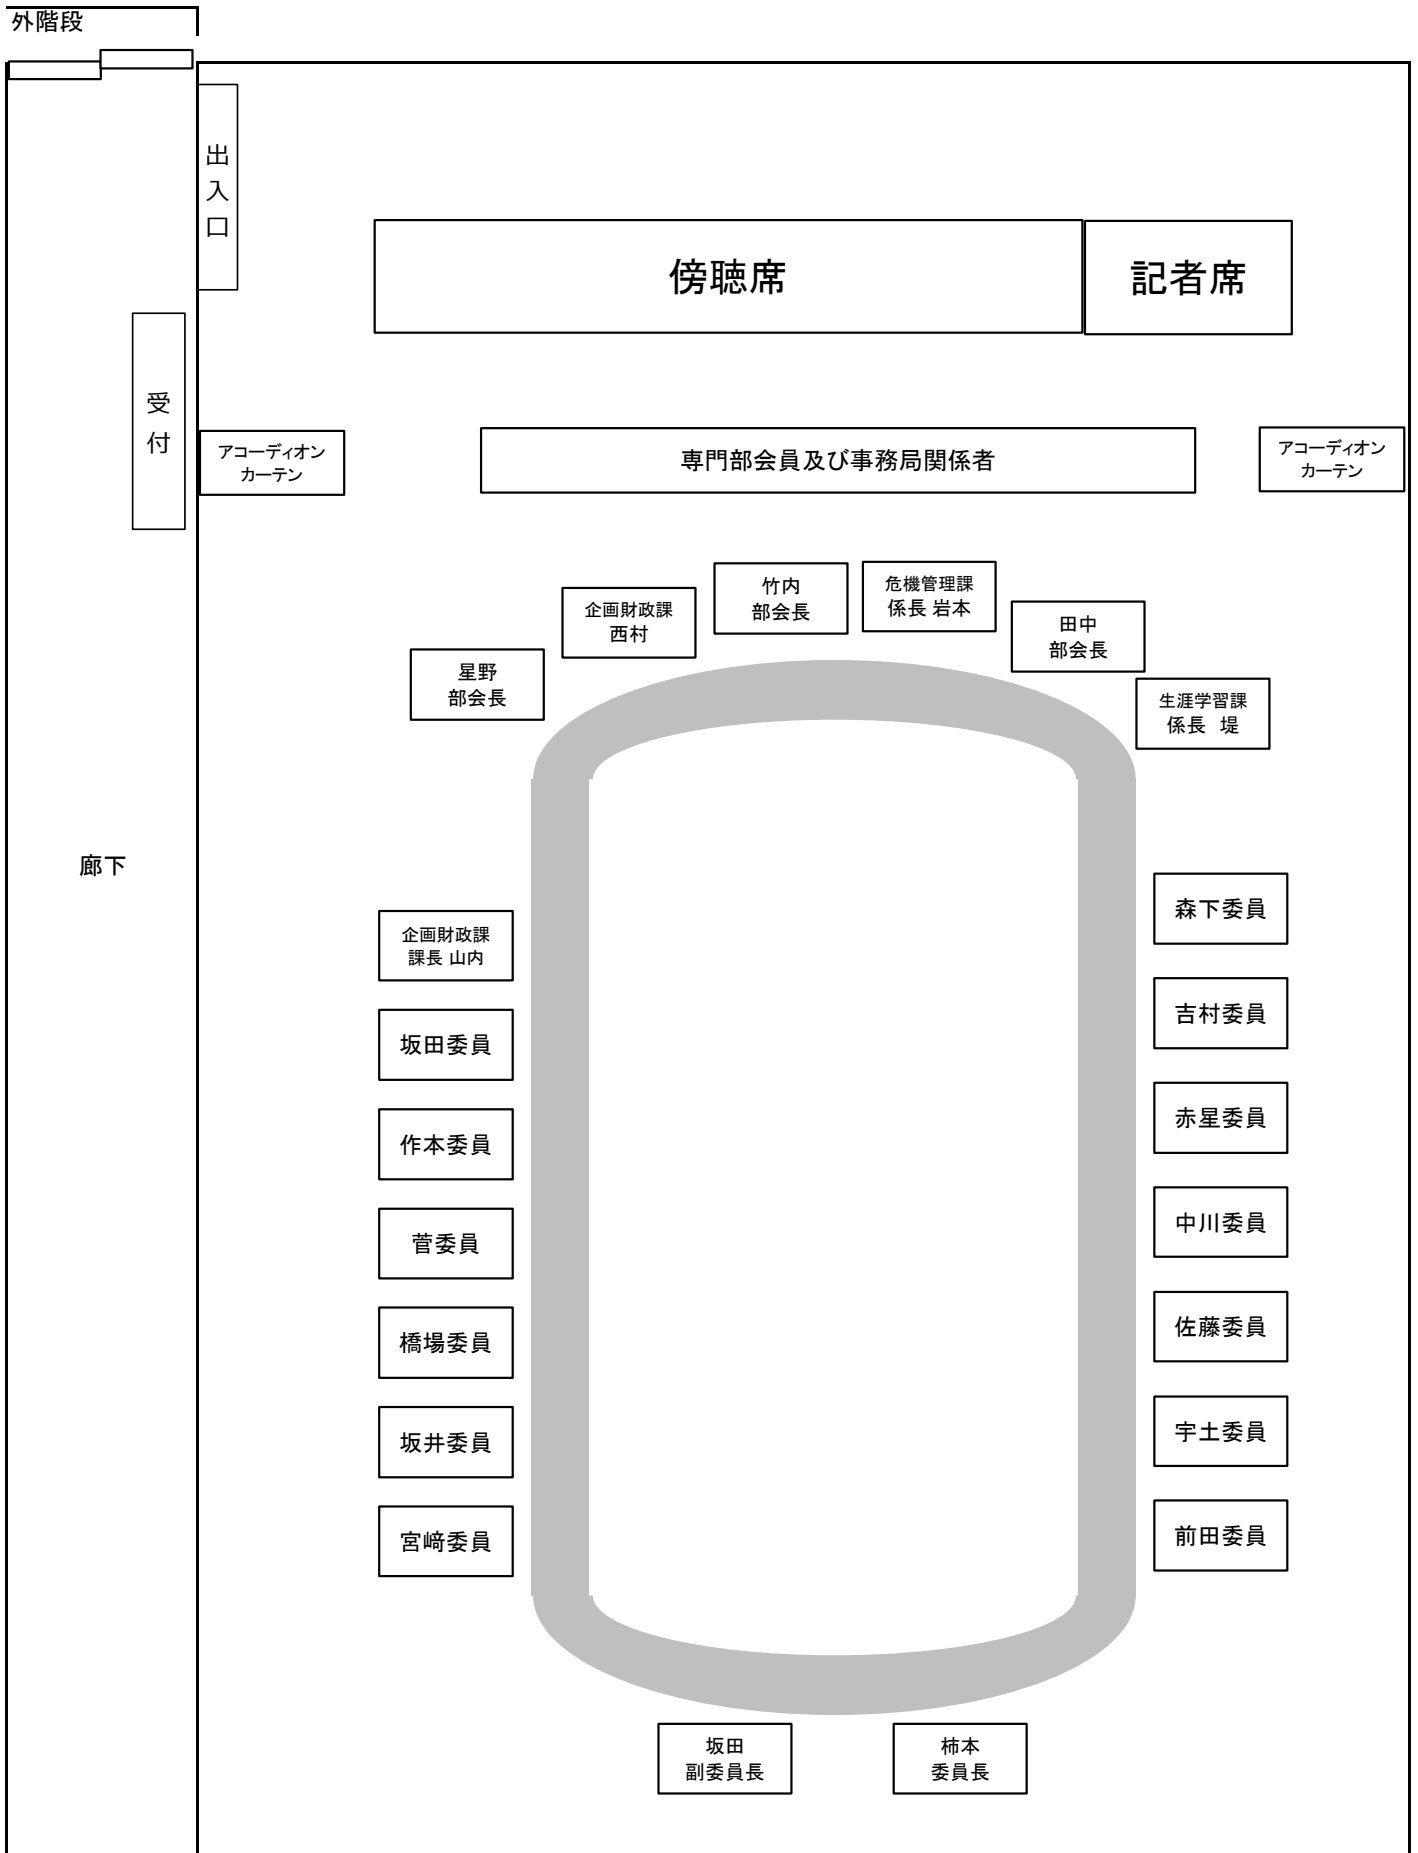 外階段
出入口
傍聴席
記者席
受付
アコーディオン
カーテン
専門部会員及び事務局関係者
アコーディオン
カーテン
星野
部会長
企画財政課
西村
竹内
部会長
危機管理課
係長 岩本
田中
部会長
生涯学習課
係長 堤
廊下
企画財政課
課長 山内
坂田委員
作本委員
菅委員
橋場委員
坂井委員
宮﨑委員
森下委員
吉村委員
赤星委員
中川委員
佐藤委員
宇土委員
前田委員
坂田
副委員長
柿本
委員長